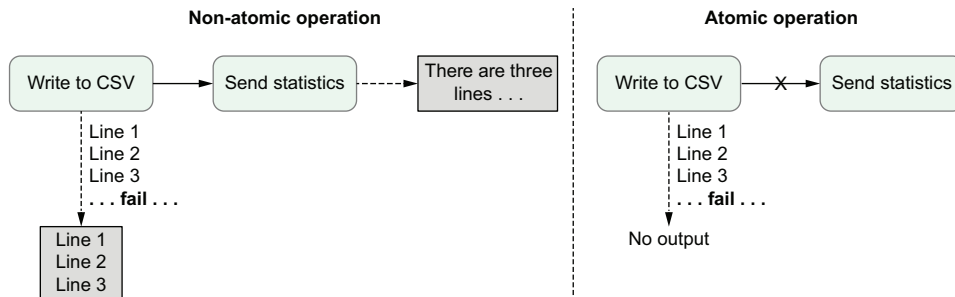 Non-atomic operation
Write to CSV
Send statistics
There are three
lines . . .
Line 1
Line 2
Line 3
. . . fail . . .
Line 1
Line 2
Line 3
Atomic operation
Write to CSV
X
Send statistics
Line 1
Line 2
Line 3
. . . fail . . .
No output